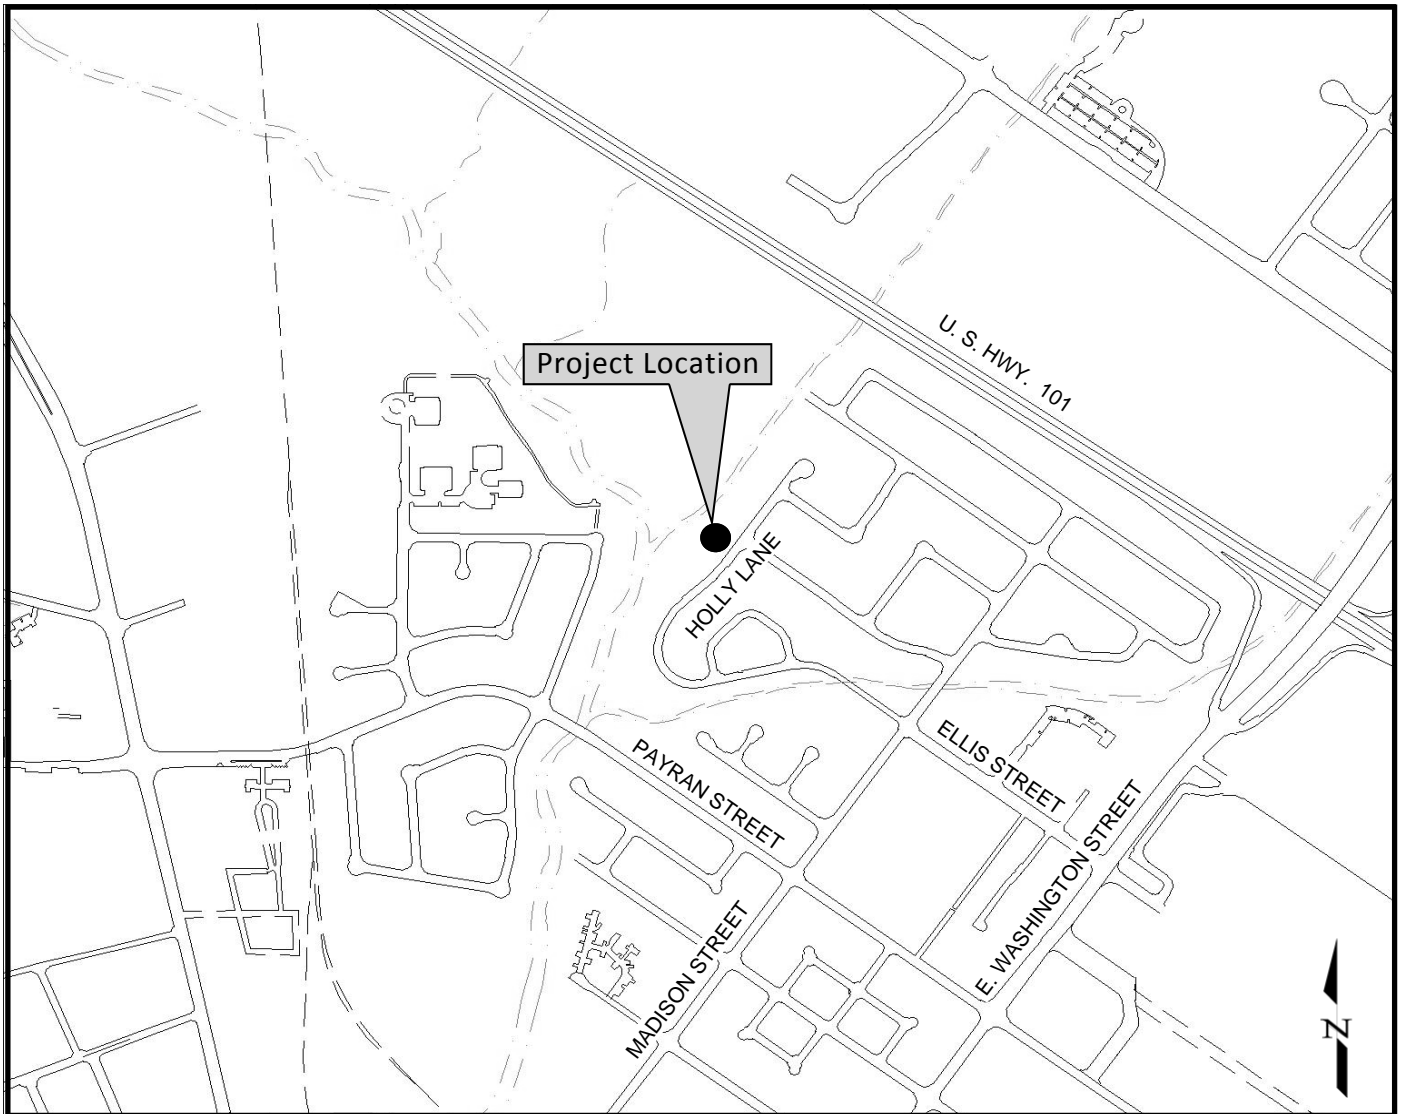 U. S. HWY. 101
Project Location
HOLLY LANE
ELLIS STREET
PAYRAN STREET
E. WASHINGTON STREET
MADISON STREET
N